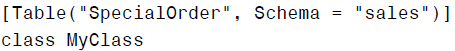 [Table("SpecialOrder", Schema = "sales")]
class MyClass